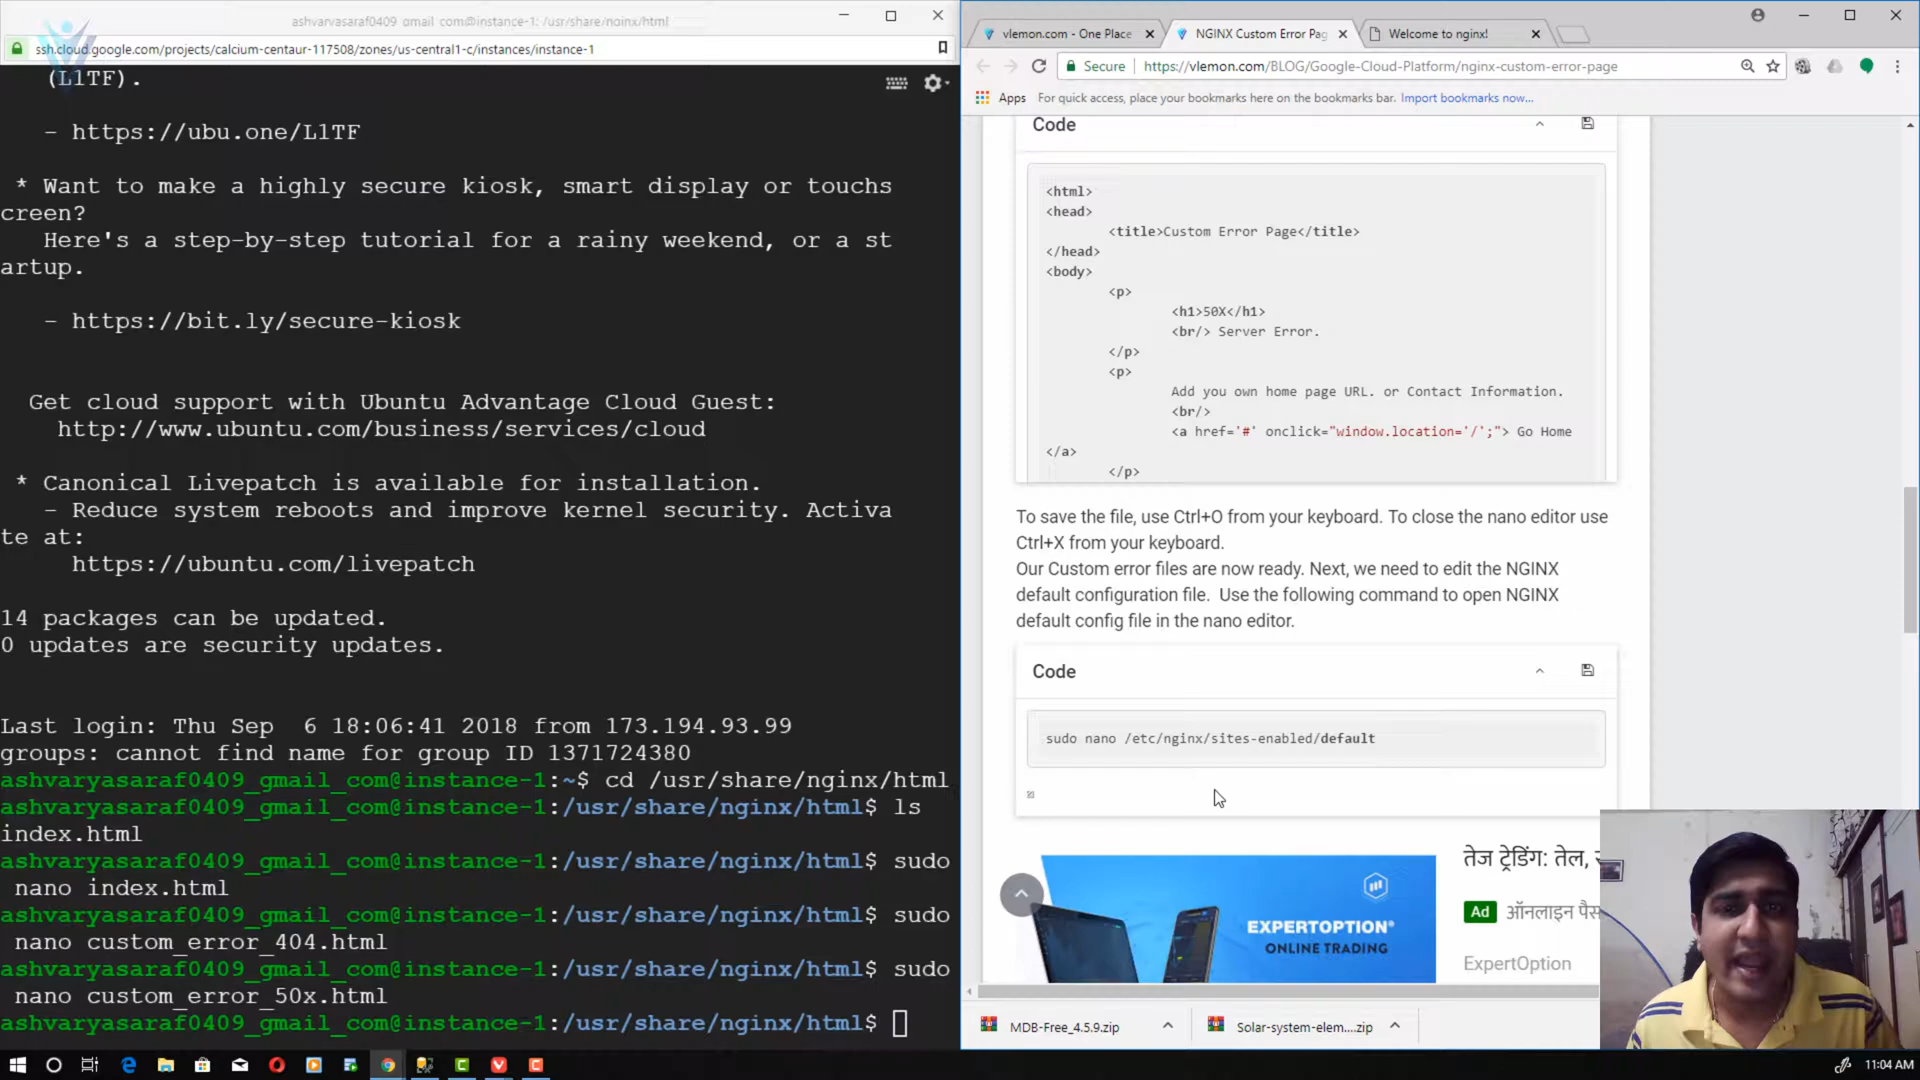 ashvaryasaraf0409_gmail_com@instance-1: /usr/share/nginx/html
ssh.cloud.google.com/projects/calcium-centaur-117508/zones/us-central1-c/instances/instance-1
(L1TF).
- https://ubu.one/L1TF
* Want to make a highly secure kiosk, smart display or touchs
creen?
Here's a step-by-step tutorial for a rainy weekend, or a st
artup.
- https://bit.ly/secure-kiosk
Get cloud support with Ubuntu Advantage Cloud Guest:
http://www.ubuntu.com/business/services/cloud
* Canonical Livepatch is available for installation.
- Reduce system reboots and improve kernel security. Activa
te at:
https://ubuntu.com/livepatch
14 packages can be updated.
0 updates are security updates.
Last login: Thu Sep  6 18:06:41 2018 from 173.194.93.99
groups: cannot find name for group ID 1371724380
ashvaryasaraf0409_gmail_com@instance-1:~$ cd /usr/share/nginx/html
ashvaryasaraf0409_gmail_com@instance-1:/usr/share/nginx/html$ ls
index.html
ashvaryasaraf0409_gmail_com@instance-1:/usr/share/nginx/html$ sudo
nano index.html
ashvaryasaraf0409_gmail_com@instance-1:/usr/share/nginx/html$ sudo
nano custom_error_404.html
ashvaryasaraf0409_gmail_com@instance-1:/usr/share/nginx/html$ sudo
nano custom_error_50x.html
ashvaryasaraf0409_gmail_com@instance-1:/usr/share/nginx/html$
vlemon.com - One Place
NGINX Custom Error Pag
Welcome to nginx!
Secure
https://vlemon.com/BLOG/Google-Cloud-Platform/nginx-custom-error-page
Apps
For quick access, place your bookmarks here on the bookmarks bar. Import bookmarks now...
Code
<html>
<head>
<title>Custom Error Page</title>
</head>
<body>
<p>
<h1>50X</h1>
<br/> Server Error.
</p>
<p>
Add you own home page URL. or Contact Information.
<br/>
<a href='#' onclick="window.location='/';"> Go Home
</a>
</p>
To save the file, use Ctrl+O from your keyboard. To close the nano editor use
Ctrl+X from your keyboard.
Our Custom error files are now ready. Next, we need to edit the NGINX
default configuration file.  Use the following command to open NGINX
default config file in the nano editor.
Code
sudo nano /etc/nginx/sites-enabled/default
EXPERTOPTION®
ONLINE TRADING
तेज ट्रेडिंग: तेल,
Ad ऑनलाइन
ExpertOption
MDB-Free_4.5.9.zip
Solar-system-elem....zip
11:04 AM